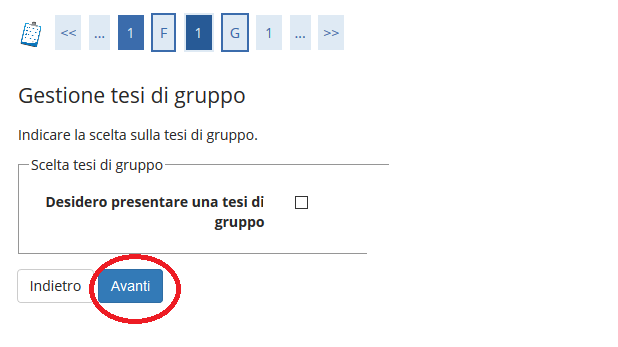 << ... 1 F 1 G 1 ... >>
Gestione tesi di gruppo
Indicare la scelta sulla tesi di gruppo.
Scelta tesi di gruppo
Desidero presentare una tesi di
gruppo
Indietro Avanti